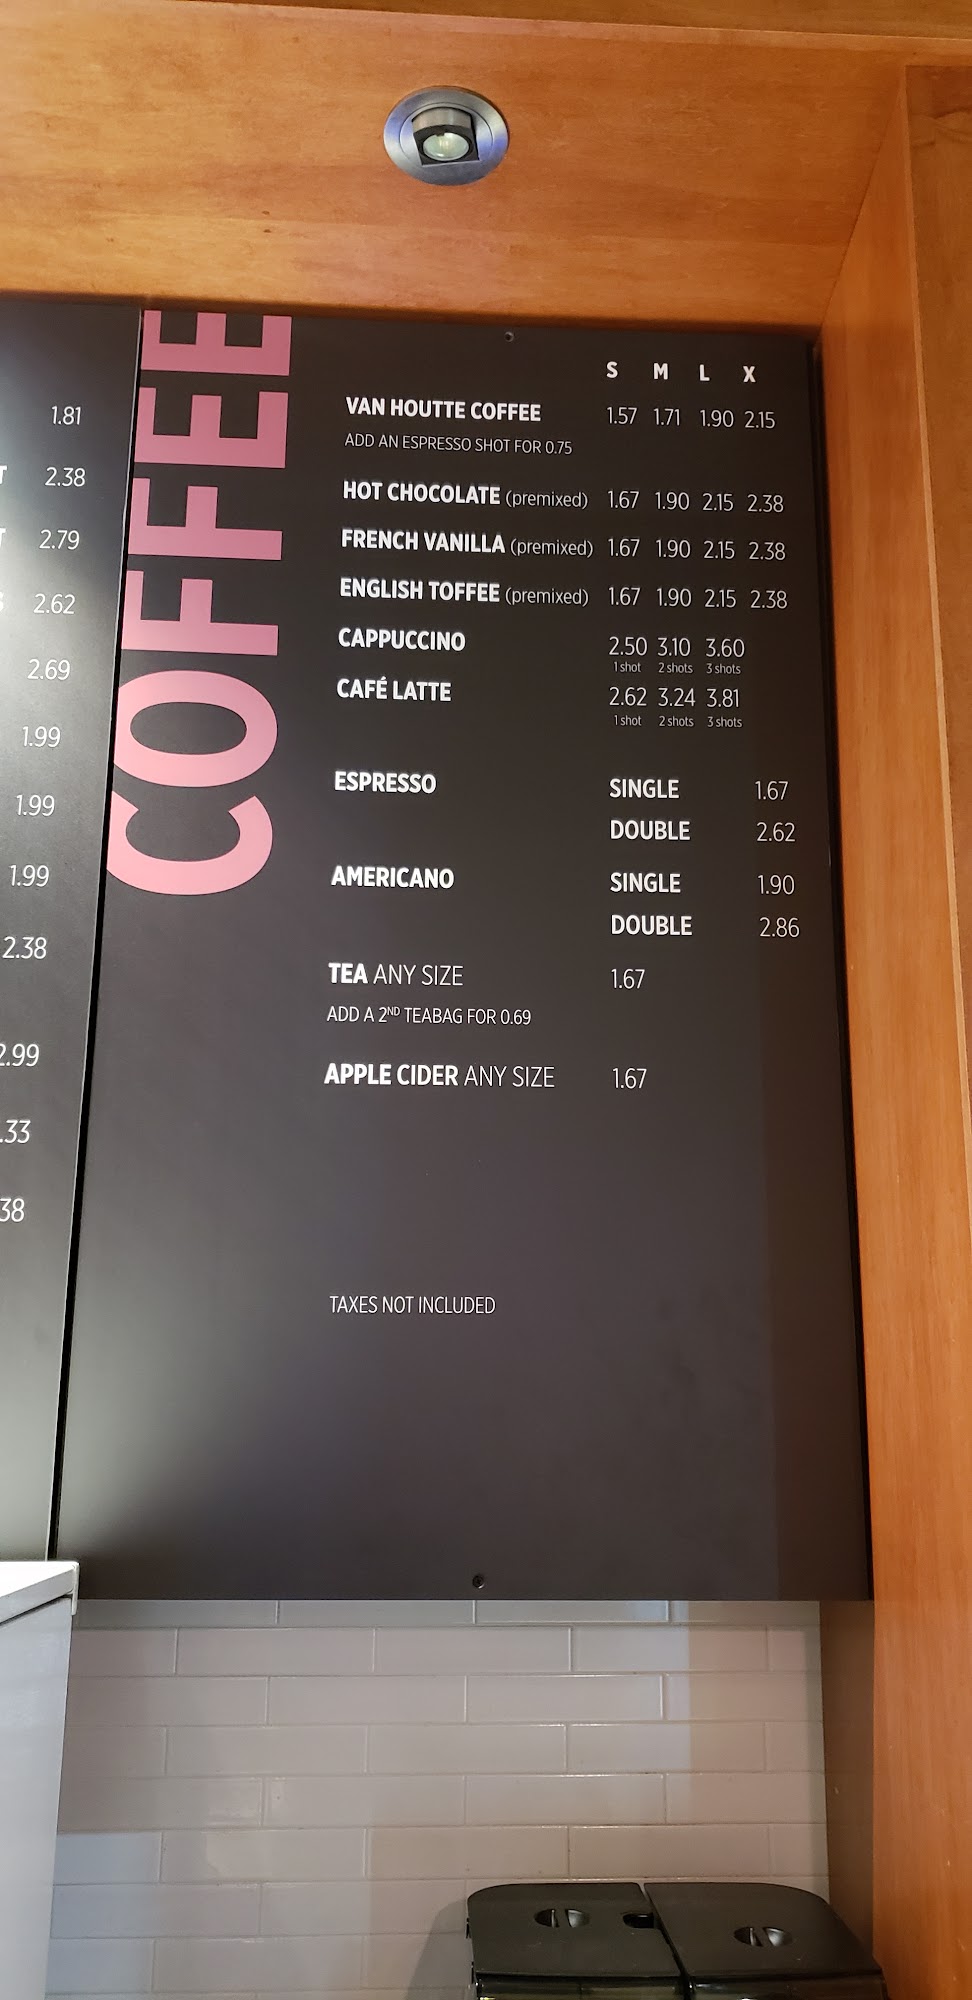 1.81
2.38
2.79
2.62
2.69
1.99
1.99
1.99
2.38
2.99
.33
38
COFFEE
S M L X
VAN HOUTTE COFFEE 1.57 1.71 1.90 2.15
ADD AN ESPRESSO SHOT FOR 0.75
HOT CHOCOLATE (premixed) 1.67 1.90 2.15 2.38
FRENCH VANILLA (premixed) 1.67 1.90 2.15 2.38
ENGLISH TOFFEE (premixed) 1.67 1.90 2.15 2.38
CAPPUCCINO 2.50 3.10 3.60
1 shot 2 shots 3 shots
CAFÉ LATTE 2.62 3.24 3.81
1 shot 2 shots 3 shots
ESPRESSO SINGLE 1.67
DOUBLE 2.62
AMERICANO SINGLE 1.90
DOUBLE 2.86
TEA ANY SIZE 1.67
ADD A 2ND TEABAG FOR 0.69
APPLE CIDER ANY SIZE 1.67
TAXES NOT INCLUDED